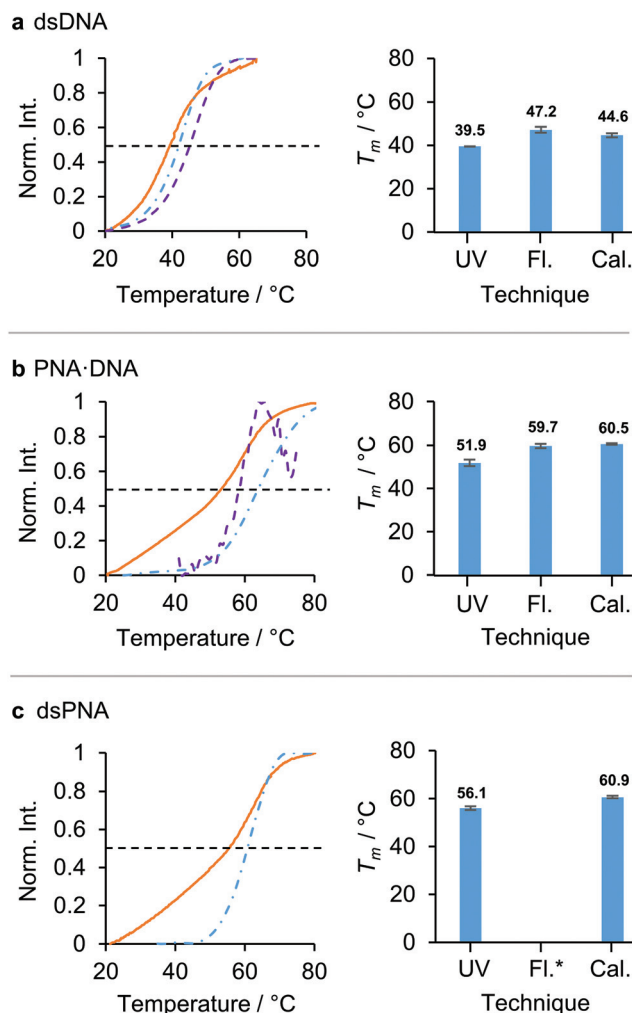 a dsDNA
Norm. Int.
1
0.8
0.6
0.4
0.2
0
20 40 60 80
Temperature / °C
Tm / °C
80
60
40
20
0
39.5 47.2 44.6
UV Fl. Cal.
Technique
b PNA·DNA
Norm. Int.
1
0.8
0.6
0.4
0.2
0
20 40 60 80
Temperature / °C
Tm / °C
80
60
40
20
0
51.9 59.7 60.5
UV Fl. Cal.
Technique
c dsPNA
Norm. Int.
1
0.8
0.6
0.4
0.2
0
20 40 60 80
Temperature / °C
Tm / °C
80
60
40
20
0
56.1 60.9
UV Fl.* Cal.
Technique